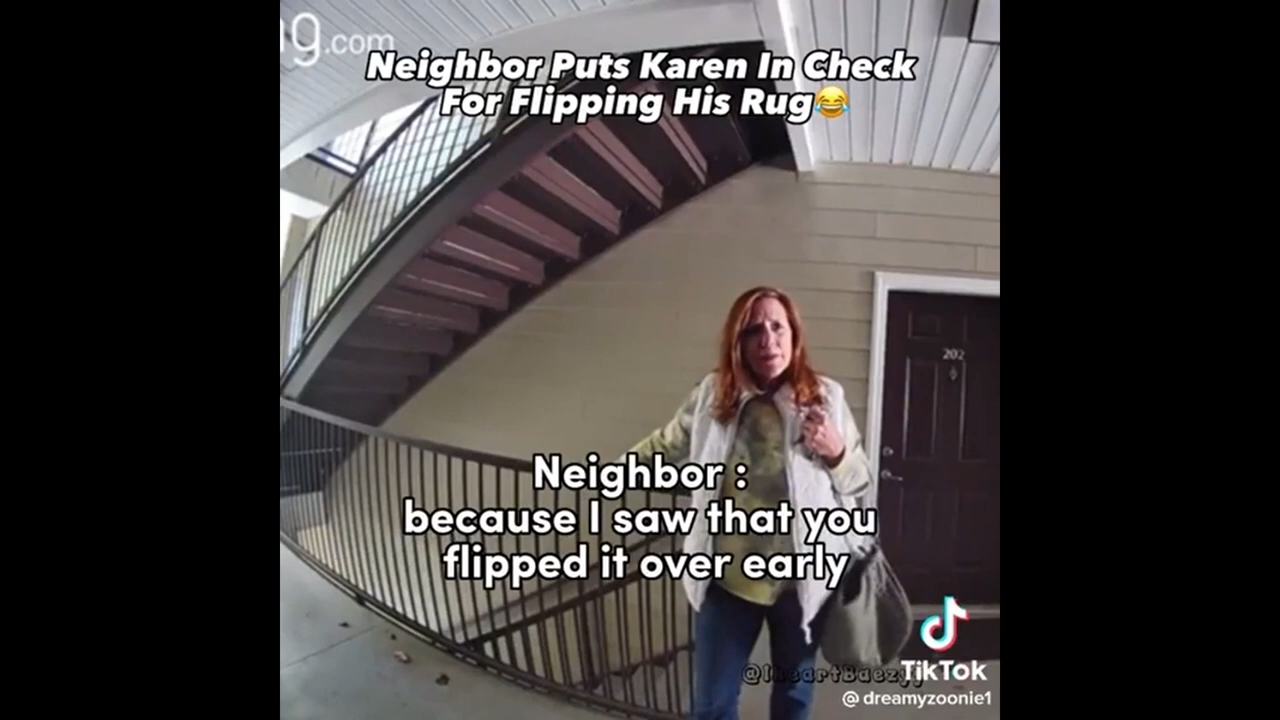 g.com
Neighbor Puts Karen In Check
For Flipping His Rug😂
202
Neighbor :
because I saw that you
flipped it over early
TikTok
@dreamyzoonie1